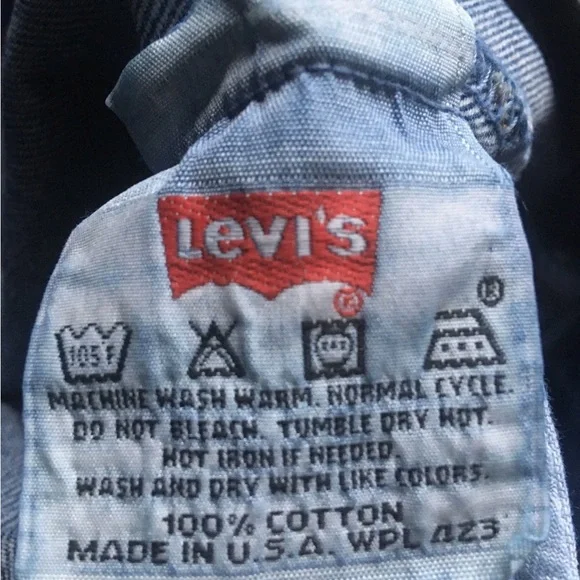 Levi's
®
®
105F
MACHINE WASH WARM. NORMAL CYCLE.
DO NOT BLEACH. TUMBLE DRY HOT.
HOT IRON IF NEEDED.
WASH AND DRY WITH LIKE COLORS.
100% COTTON
MADE IN U.S.A. WPL 423